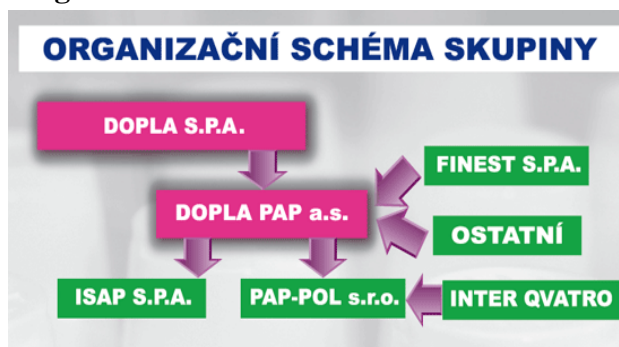 ORGANIZAČNÍ SCHÉMA SKUPINY
DOPLA S.P.A.
FINEST S.P.A.
DOPLA PAP a.s.
OSTATNÍ
ISAP S.P.A.
PAP-POL s.r.o.
INTER QVATRO